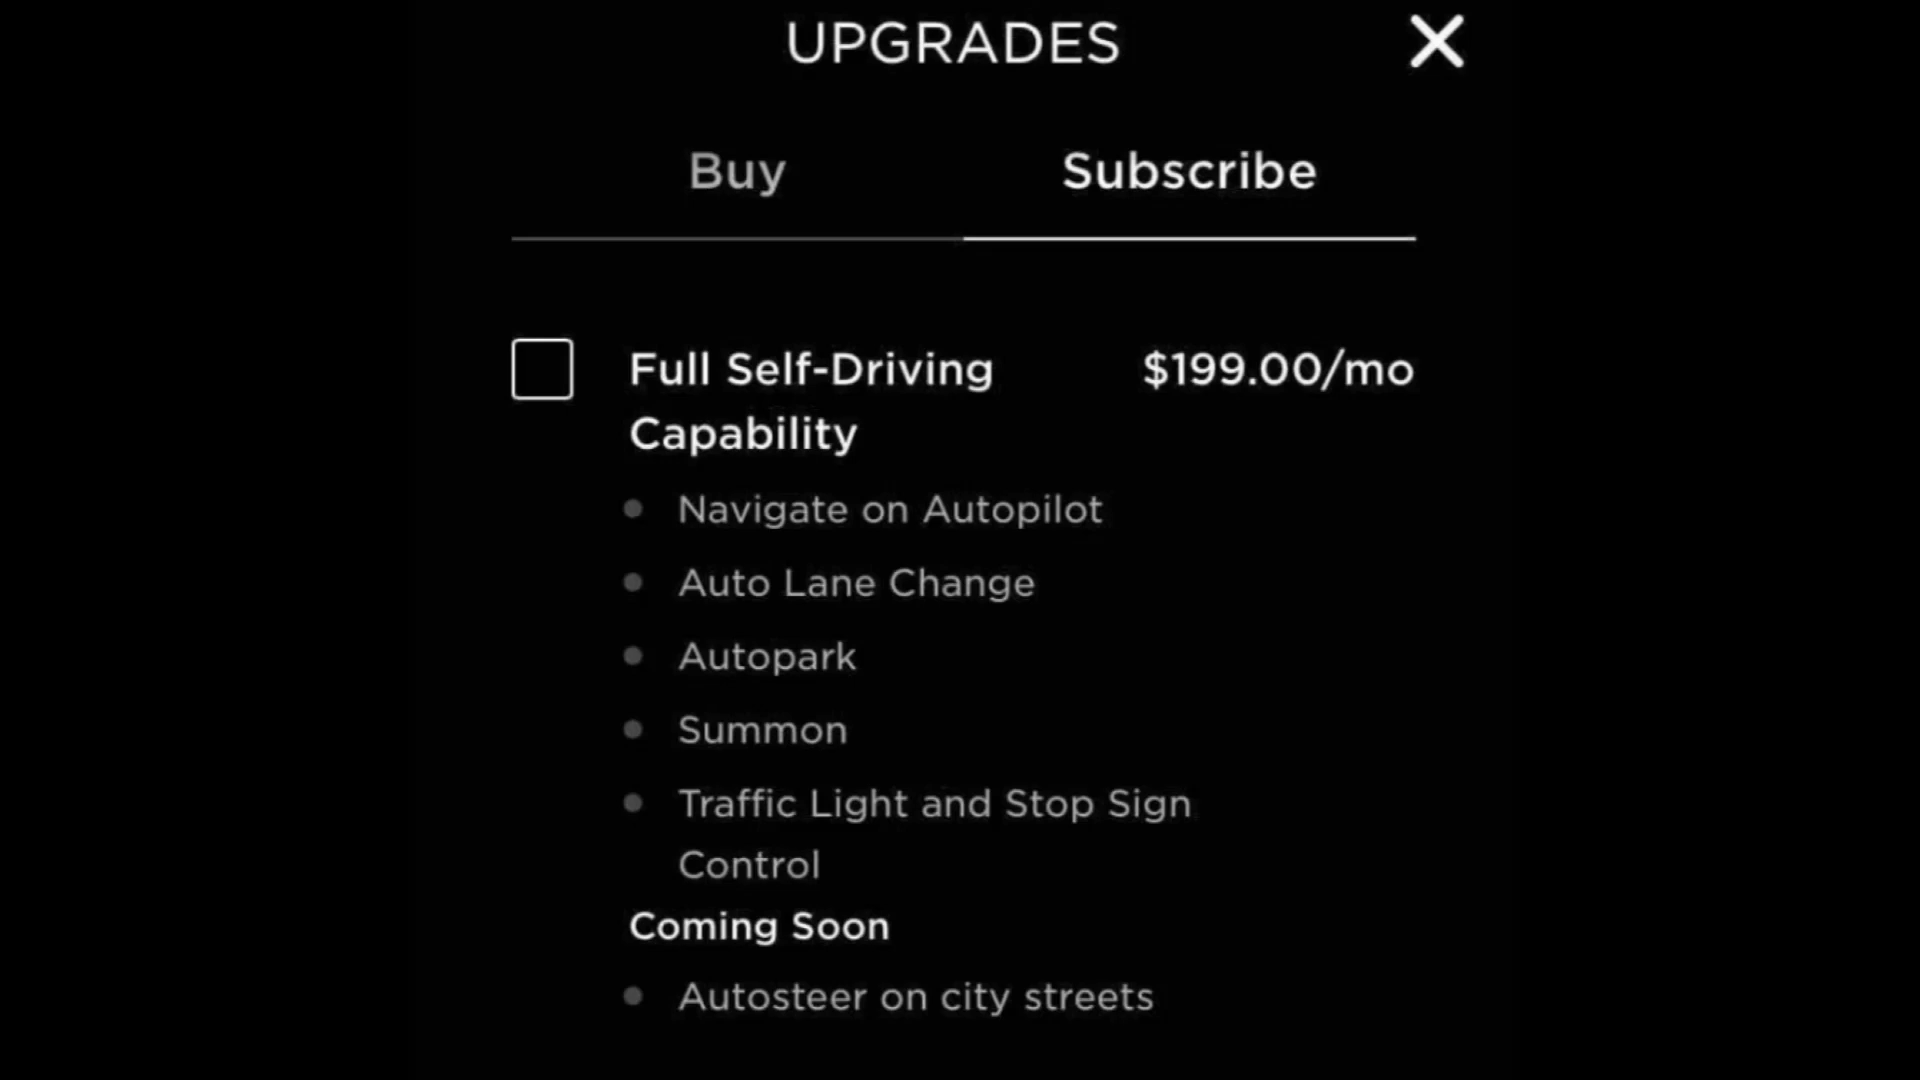 UPGRADES
Buy Subscribe
Full Self-Driving $199.00/mo
Capability
Navigate on Autopilot
Auto Lane Change
Autopark
Summon
Traffic Light and Stop Sign
Control
Coming Soon
Autosteer on city streets